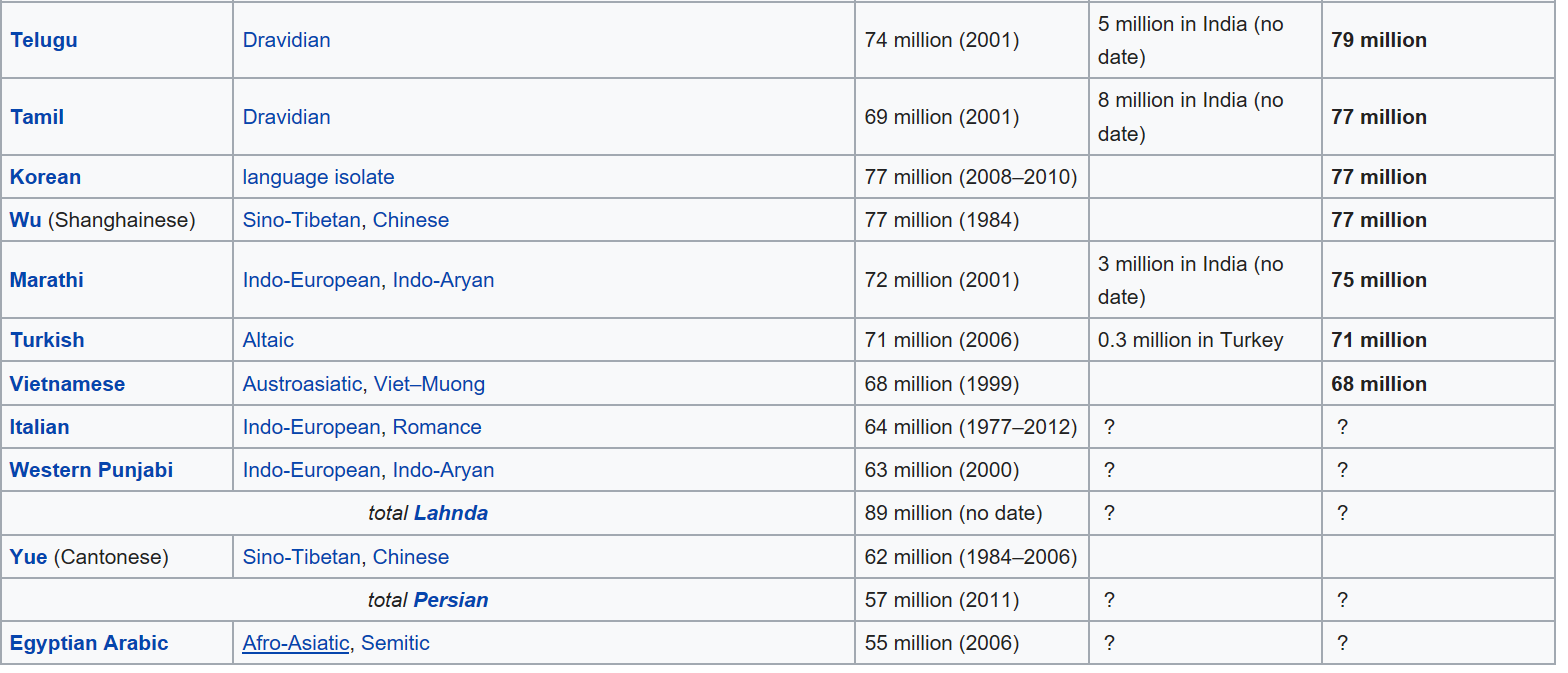 Telugu Dravidian 74 million (2001) 5 million in India (no date) 79 million
Tamil Dravidian 69 million (2001) 8 million in India (no date) 77 million
Korean language isolate 77 million (2008–2010) 77 million
Wu (Shanghainese) Sino-Tibetan, Chinese 77 million (1984) 77 million
Marathi Indo-European, Indo-Aryan 72 million (2001) 3 million in India (no date) 75 million
Turkish Altaic 71 million (2006) 0.3 million in Turkey 71 million
Vietnamese Austroasiatic, Viet–Muong 68 million (1999) 68 million
Italian Indo-European, Romance 64 million (1977–2012) ? ?
Western Punjabi Indo-European, Indo-Aryan 63 million (2000) ? ?
total Lahnda 89 million (no date) ? ?
Yue (Cantonese) Sino-Tibetan, Chinese 62 million (1984–2006)
total Persian 57 million (2011) ? ?
Egyptian Arabic Afro-Asiatic, Semitic 55 million (2006) ? ?